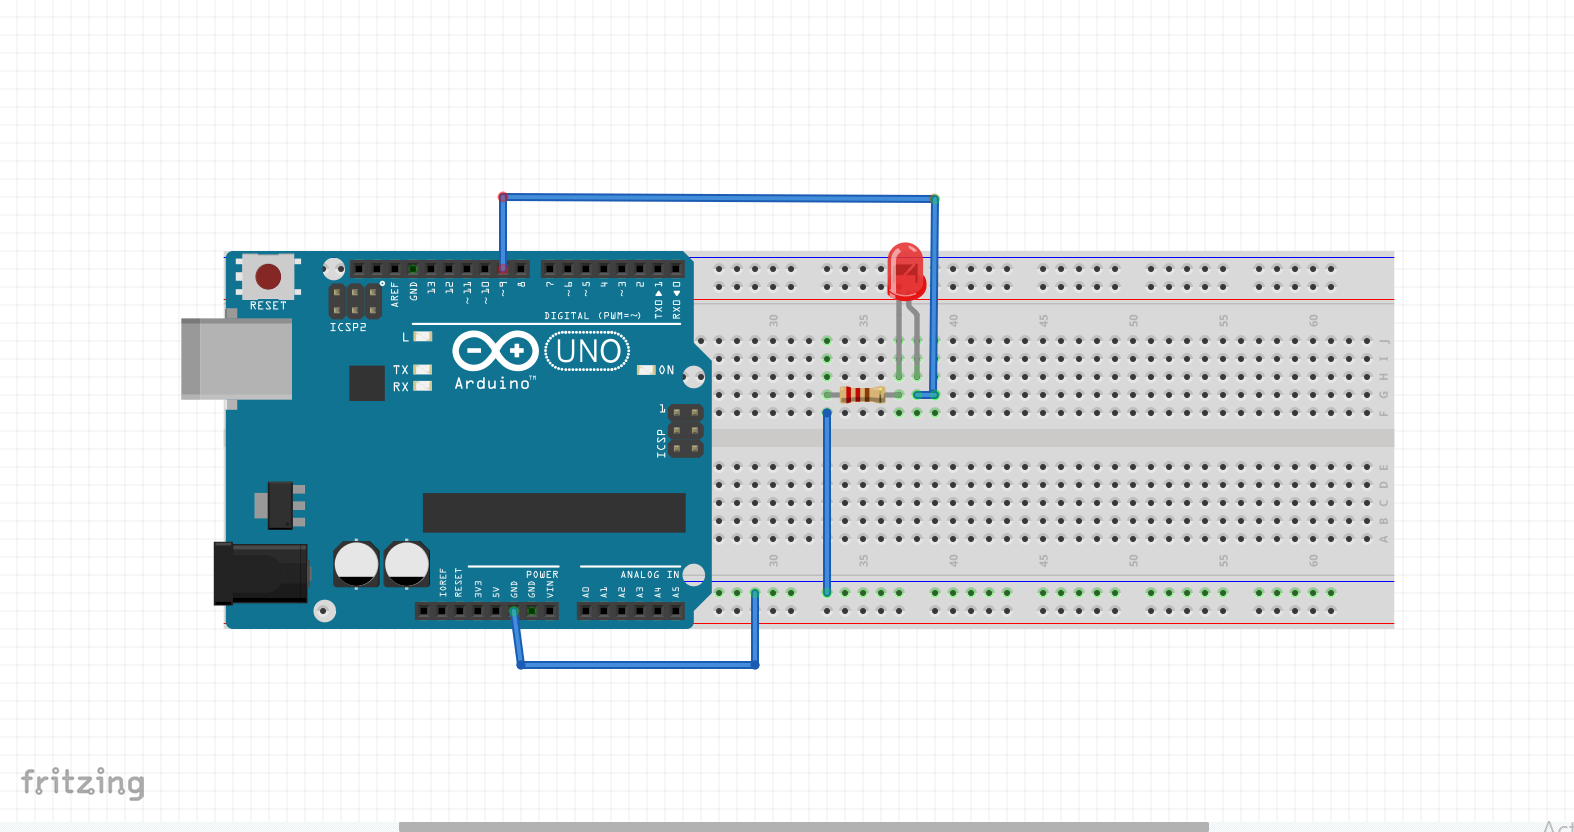 RESET
ICSP2
AREF
GND
13
12
~11
~10
~9
8
7
~6
~5
4
~3
2
TX0▶1
RX0◀0
DIGITAL (PWM=~)
L
TX
RX
UNO
Arduino™
ON
1
ICSP
IOREF
RESET
3V3
5V
GND
GND
VIN
POWER
ANALOG IN
A0
A1
A2
A3
A4
A5
30
35
40
45
50
55
60
J
I
H
G
F
E
D
C
B
A
30
35
40
45
50
55
60
fritzing